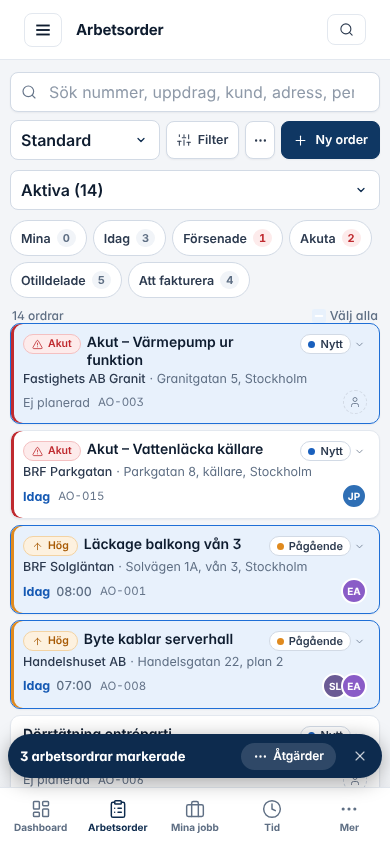 Arbetsorder
Sök nummer, uppdrag, kund, adress, per
Standard
Filter
Ny order
Aktiva (14)
Mina 0
Idag 3
Försenade 1
Akuta 2
Otilldelade 5
Att fakturera 4
14 ordrar
Välj alla
Akut
Akut – Värmepump ur funktion
Nytt
Fastighets AB Granit · Granitgatan 5, Stockholm
Ej planerad AO-003
Akut
Akut – Vattenläcka källare
Nytt
BRF Parkgatan · Parkgatan 8, källare, Stockholm
Idag AO-015
JP
Hög
Läckage balkong vån 3
Pågående
BRF Solgläntan · Solvägen 1A, vån 3, Stockholm
Idag 08:00 AO-001
EA
Hög
Byte kablar serverhall
Pågående
Handelshuset AB · Handelsgatan 22, plan 2
Idag 07:00 AO-008
SL EA
Dörrtätning entréparti
Nytt
3 arbetsordrar markerade
Åtgärder
Ej planerad AO-006
Dashboard
Arbetsorder
Mina jobb
Tid
Mer